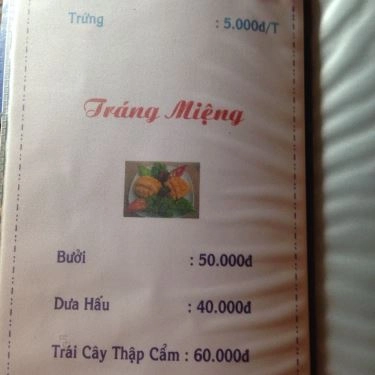 Trứng : 5.000đ/T
Tráng Miệng
Bưởi : 50.000đ
Dưa Hấu : 40.000đ
Trái Cây Thập Cẩm : 60.000đ